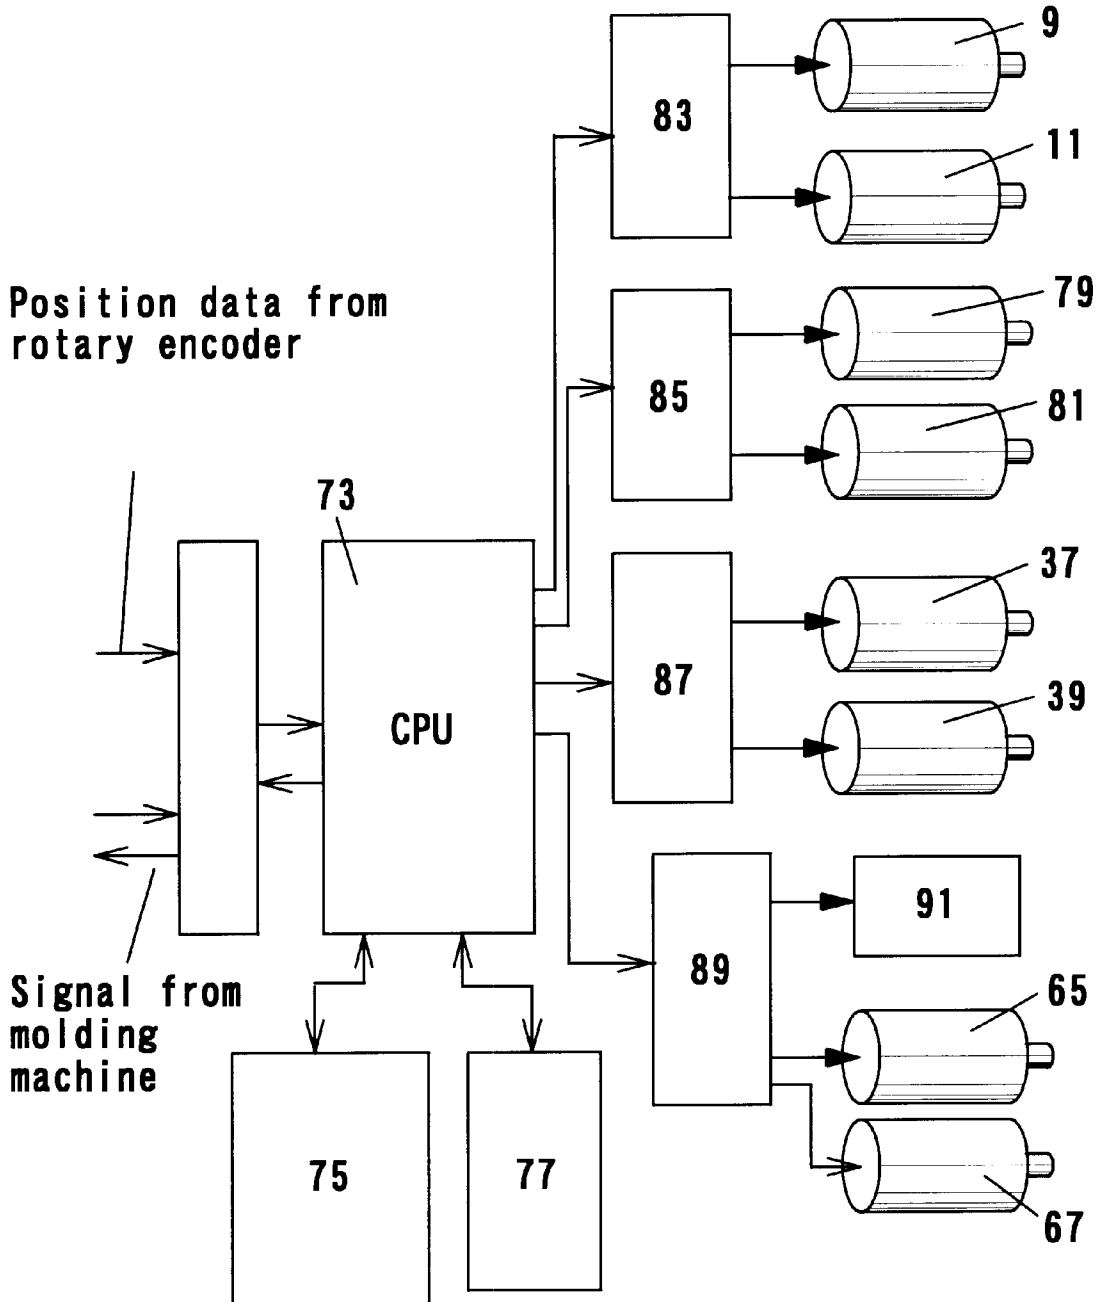 9
83
11
Position data from
rotary encoder
79
85
81
73
37
87
39
CPU
91
89
Signal from
molding
machine
65
75
77
67